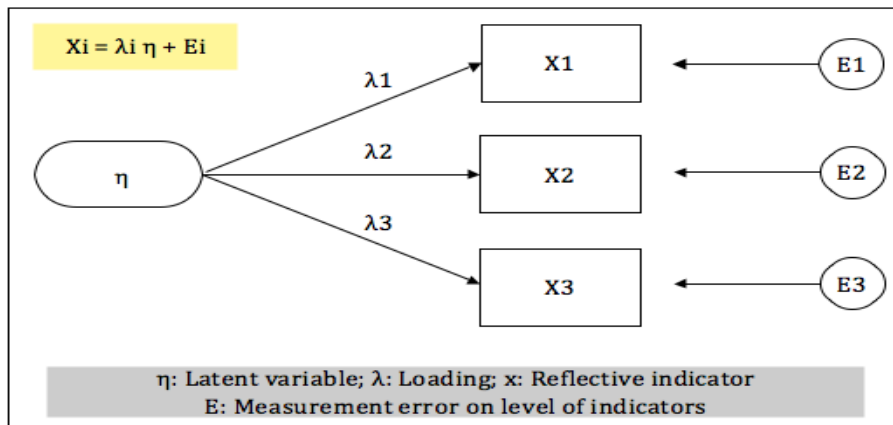 Xi = λi η + Ei
X1
E1
λ1
λ2
η
X2
E2
λ3
X3
E3
η: Latent variable; λ: Loading; x: Reflective indicator
E: Measurement error on level of indicators